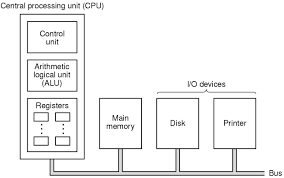 Central processing unit (CPU)
Control
unit
Arithmetic
logical unit
(ALU)
Registers
I/O devices
Main
memory
Disk
Printer
Bus